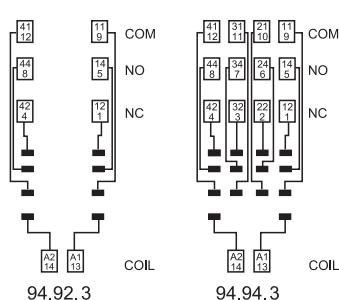 41 11 COM
12 9
44 14 NO
8 5
42 12 NC
4 1
A2 A1 COIL
14 13
94.92.3
41 31 21 11 COM
12 11 10 9
44 34 24 14 NO
8 7 6 5
42 32 22 12 NC
4 3 2 1
A2 A1 COIL
14 13
94.94.3